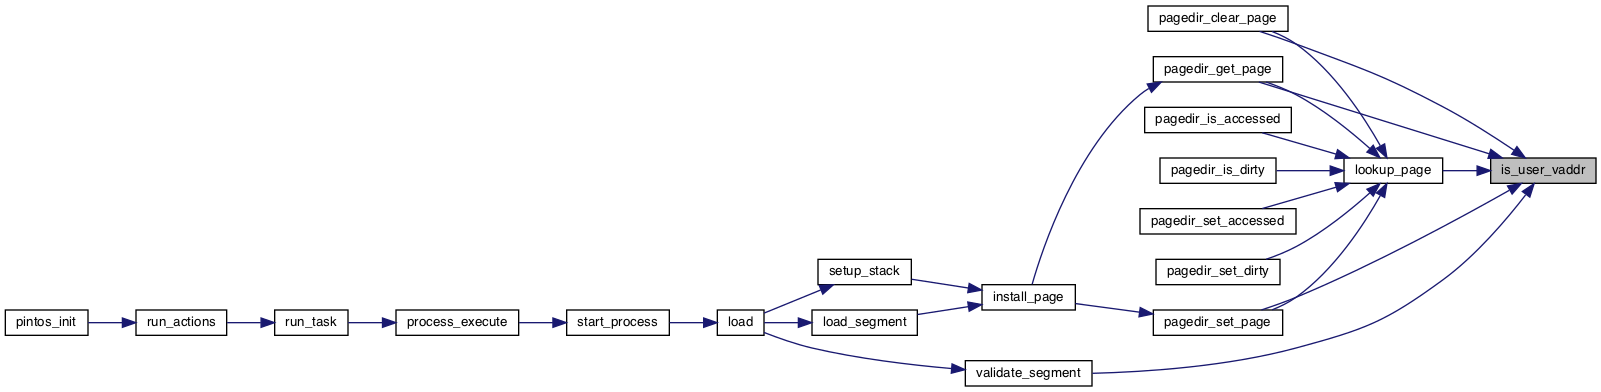 pagedir_clear_page
pagedir_get_page
pagedir_is_accessed
pagedir_is_dirty
lookup_page
is_user_vaddr
pagedir_set_accessed
pagedir_set_dirty
setup_stack
install_page
pintos_init
run_actions
run_task
process_execute
start_process
load
load_segment
pagedir_set_page
validate_segment